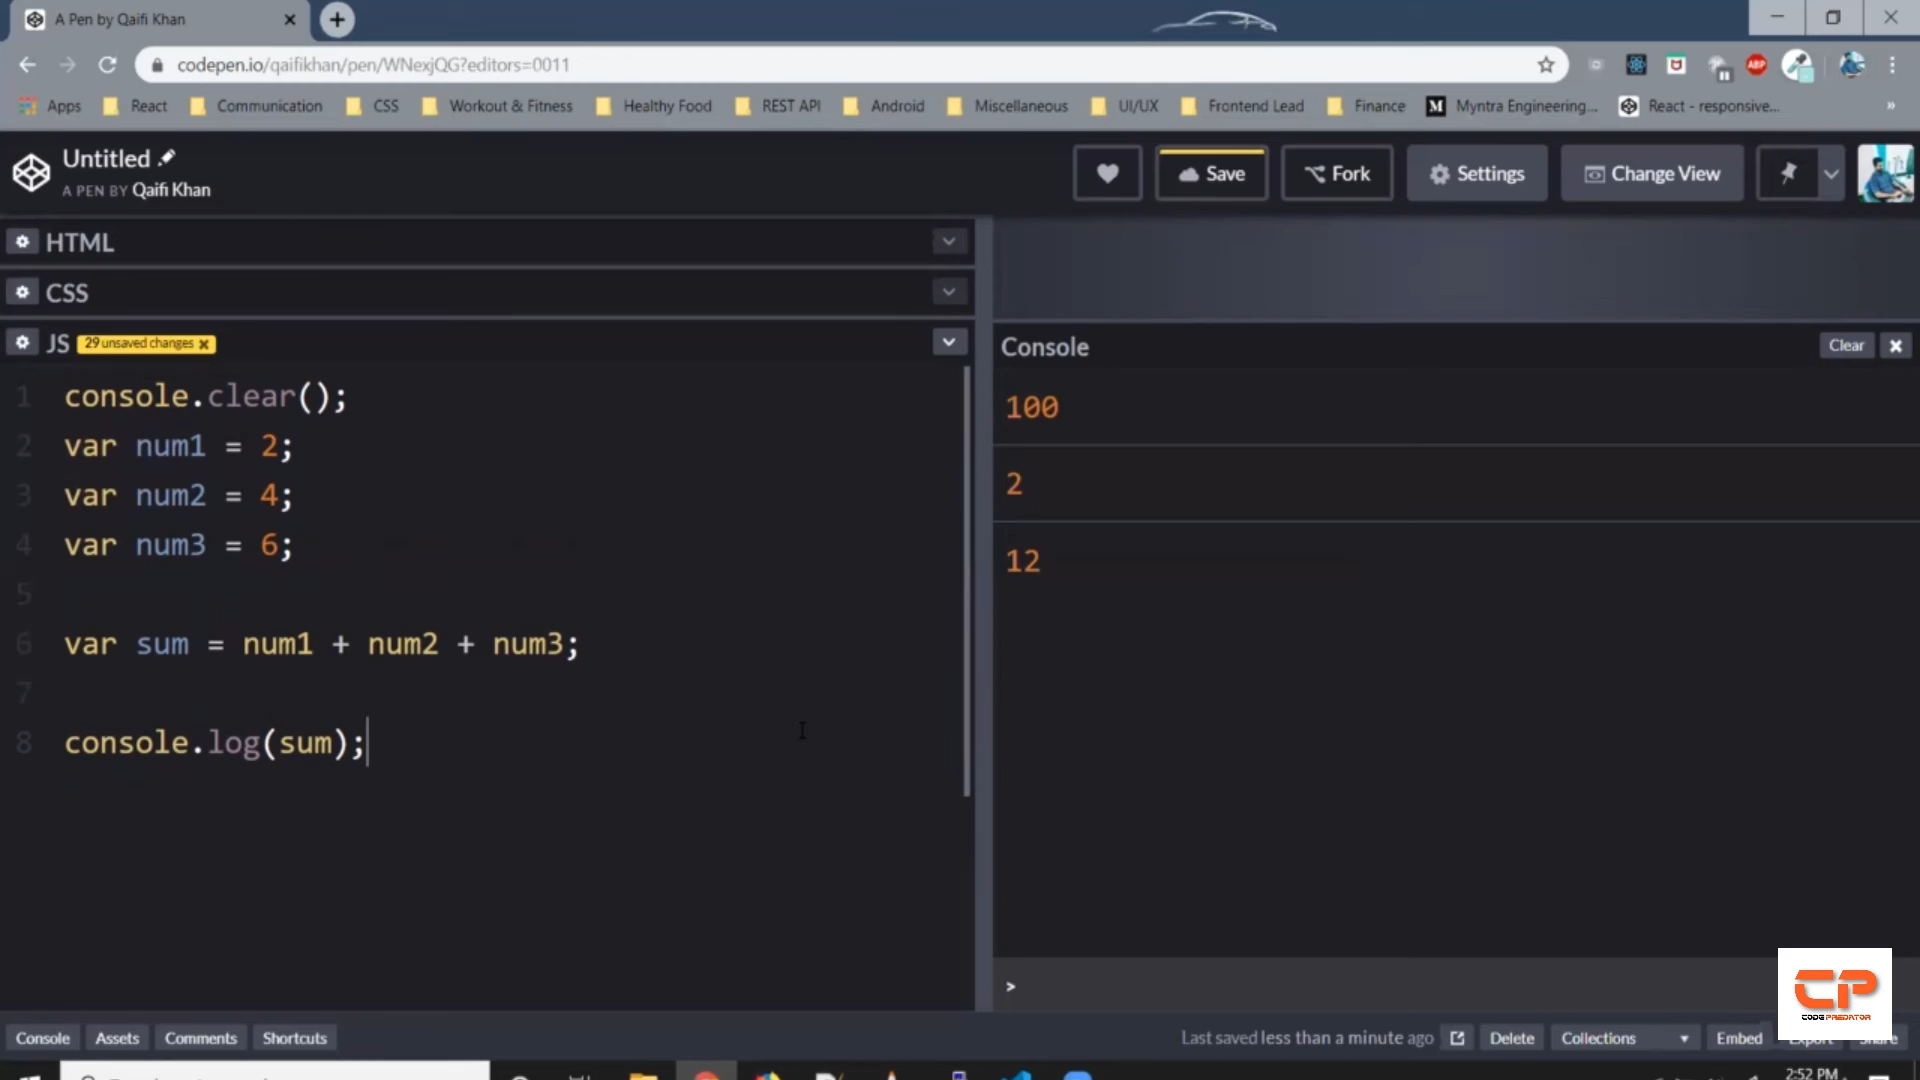 A Pen by Qaifi Khan
codepen.io/qaifikhan/pen/WNexjQG?editors=0011
ABP
Apps React Communication CSS Workout & Fitness Healthy Food REST API Android Miscellaneous UI/UX Frontend Lead Finance M Myntra Engineering... React - responsive... »
Untitled
A PEN BY Qaifi Khan
Save Fork Settings Change View
HTML
CSS
JS 29 unsaved changes x
Console Clear
1 console.clear();
2 var num1 = 2;
3 var num2 = 4;
4 var num3 = 6;
5
6 var sum = num1 + num2 + num3;
7
8 console.log(sum);
100
2
12
>
CP
CODE PREDATOR
Console Assets Comments Shortcuts Last saved less than a minute ago Delete Collections Embed Export Share
2:52 PM